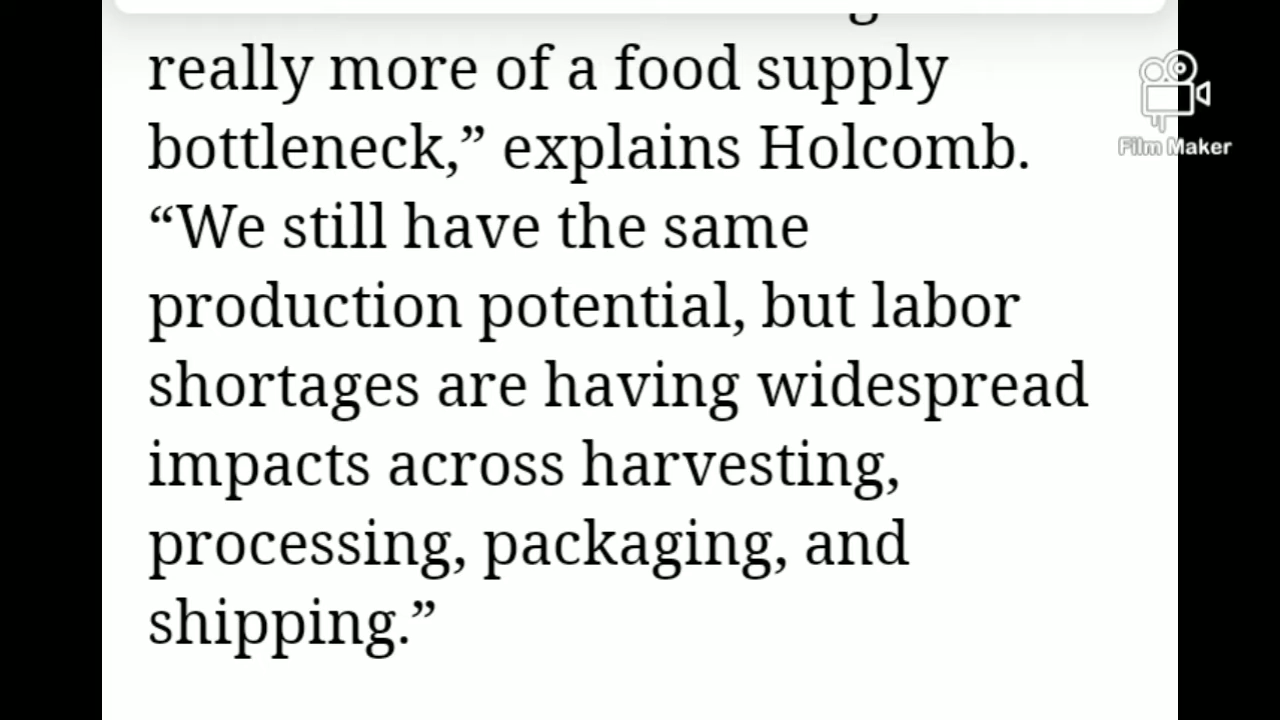 really more of a food supply
bottleneck,” explains Holcomb.
“We still have the same
production potential, but labor
shortages are having widespread
impacts across harvesting,
processing, packaging, and
shipping.”
Film Maker